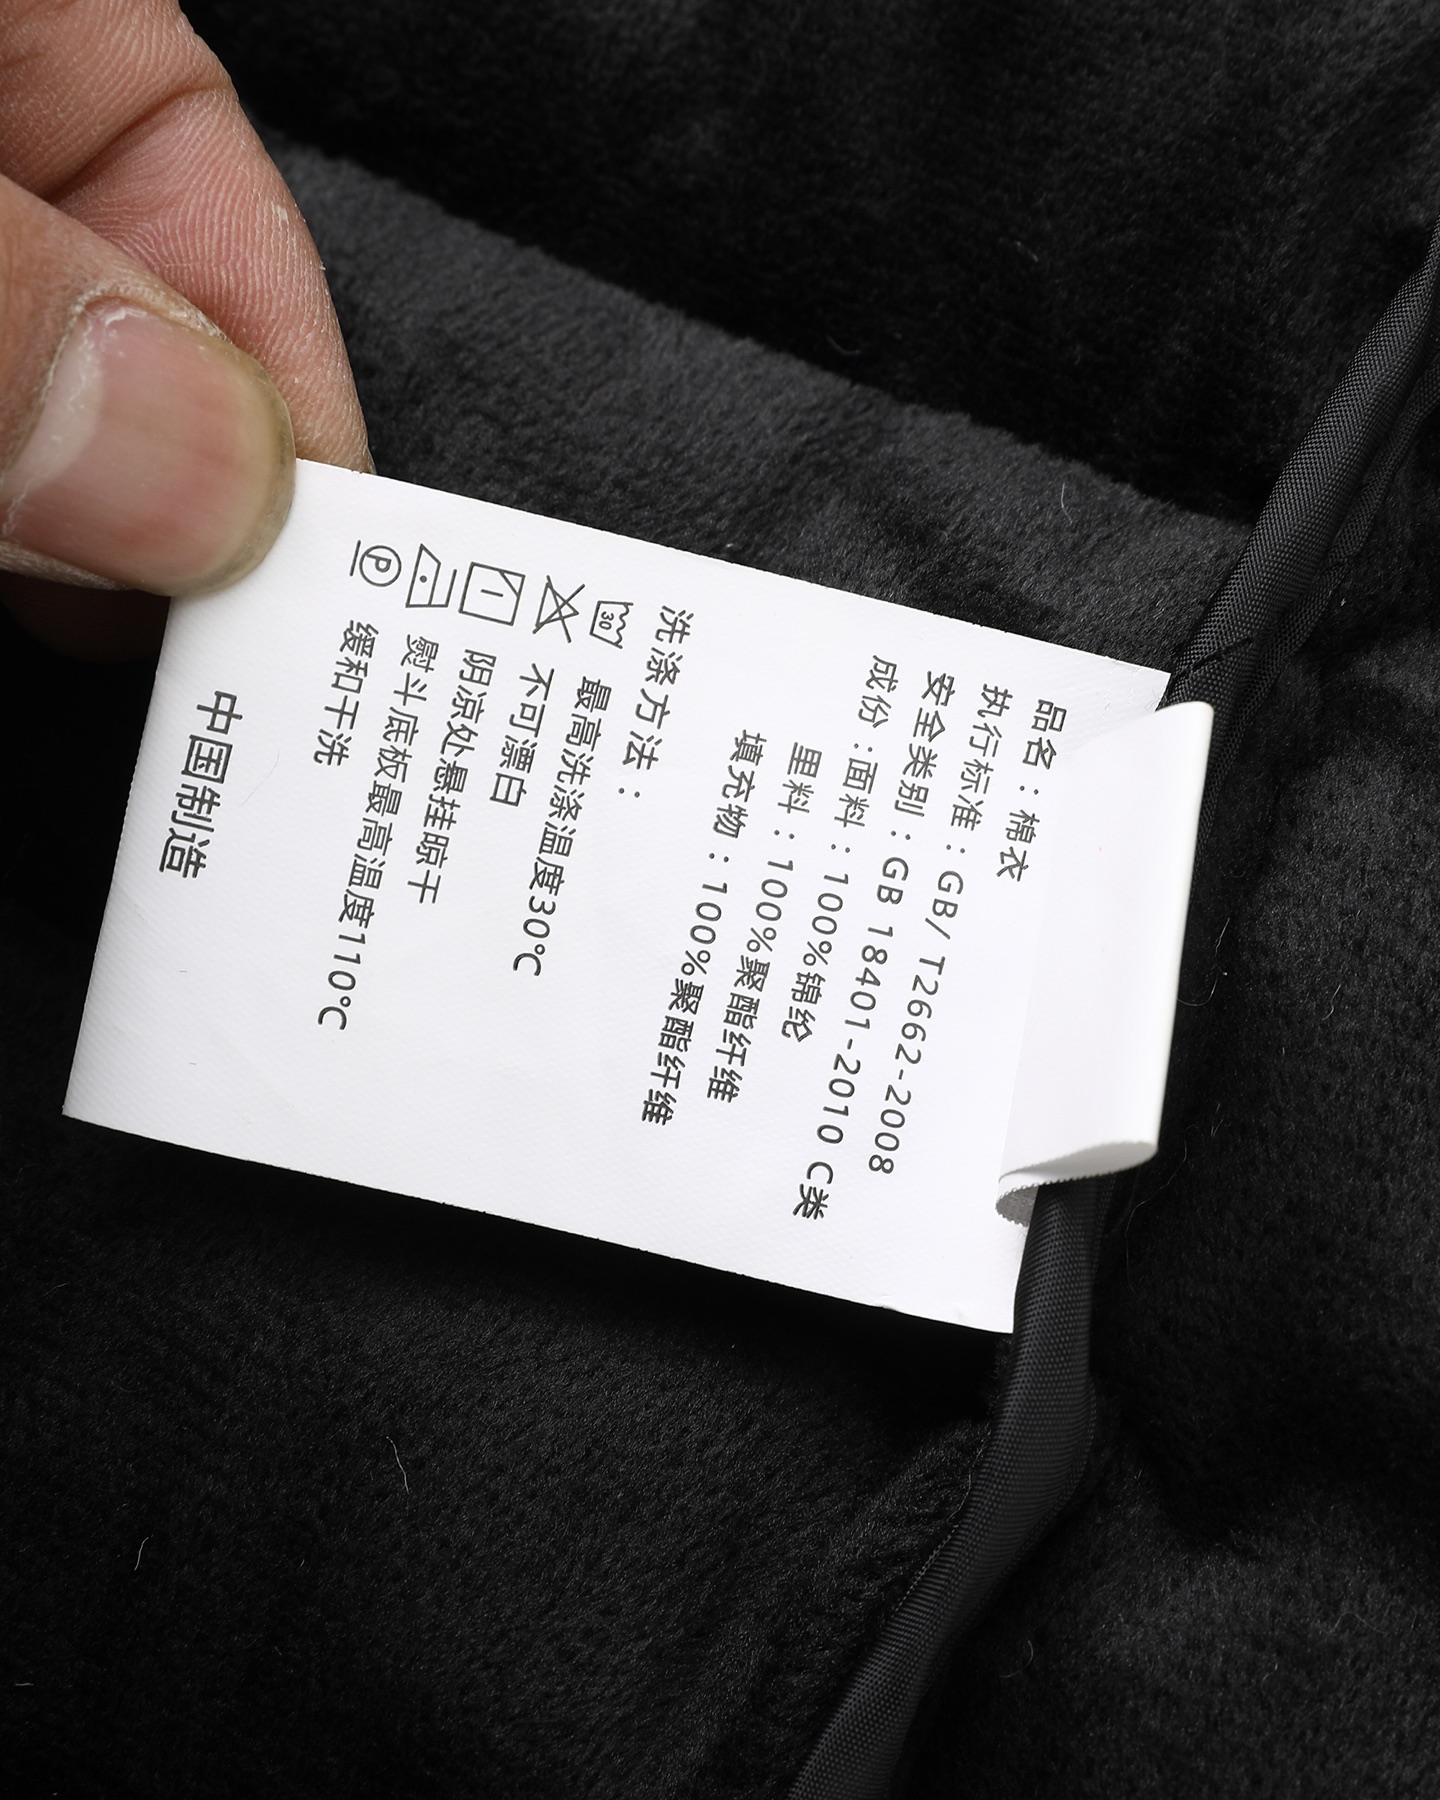 品名：棉衣
执行标准：GB/ T2662-2008
安全类别：GB 18401-2010 C类
成份：面料：100%锦纶
里料：100%聚酯纤维
填充物：100%聚酯纤维
洗涤方法：
30 最高洗涤温度30℃
不可漂白
阴凉处悬挂晾干
熨斗底板最高温度110℃
P 缓和干洗
中国制造